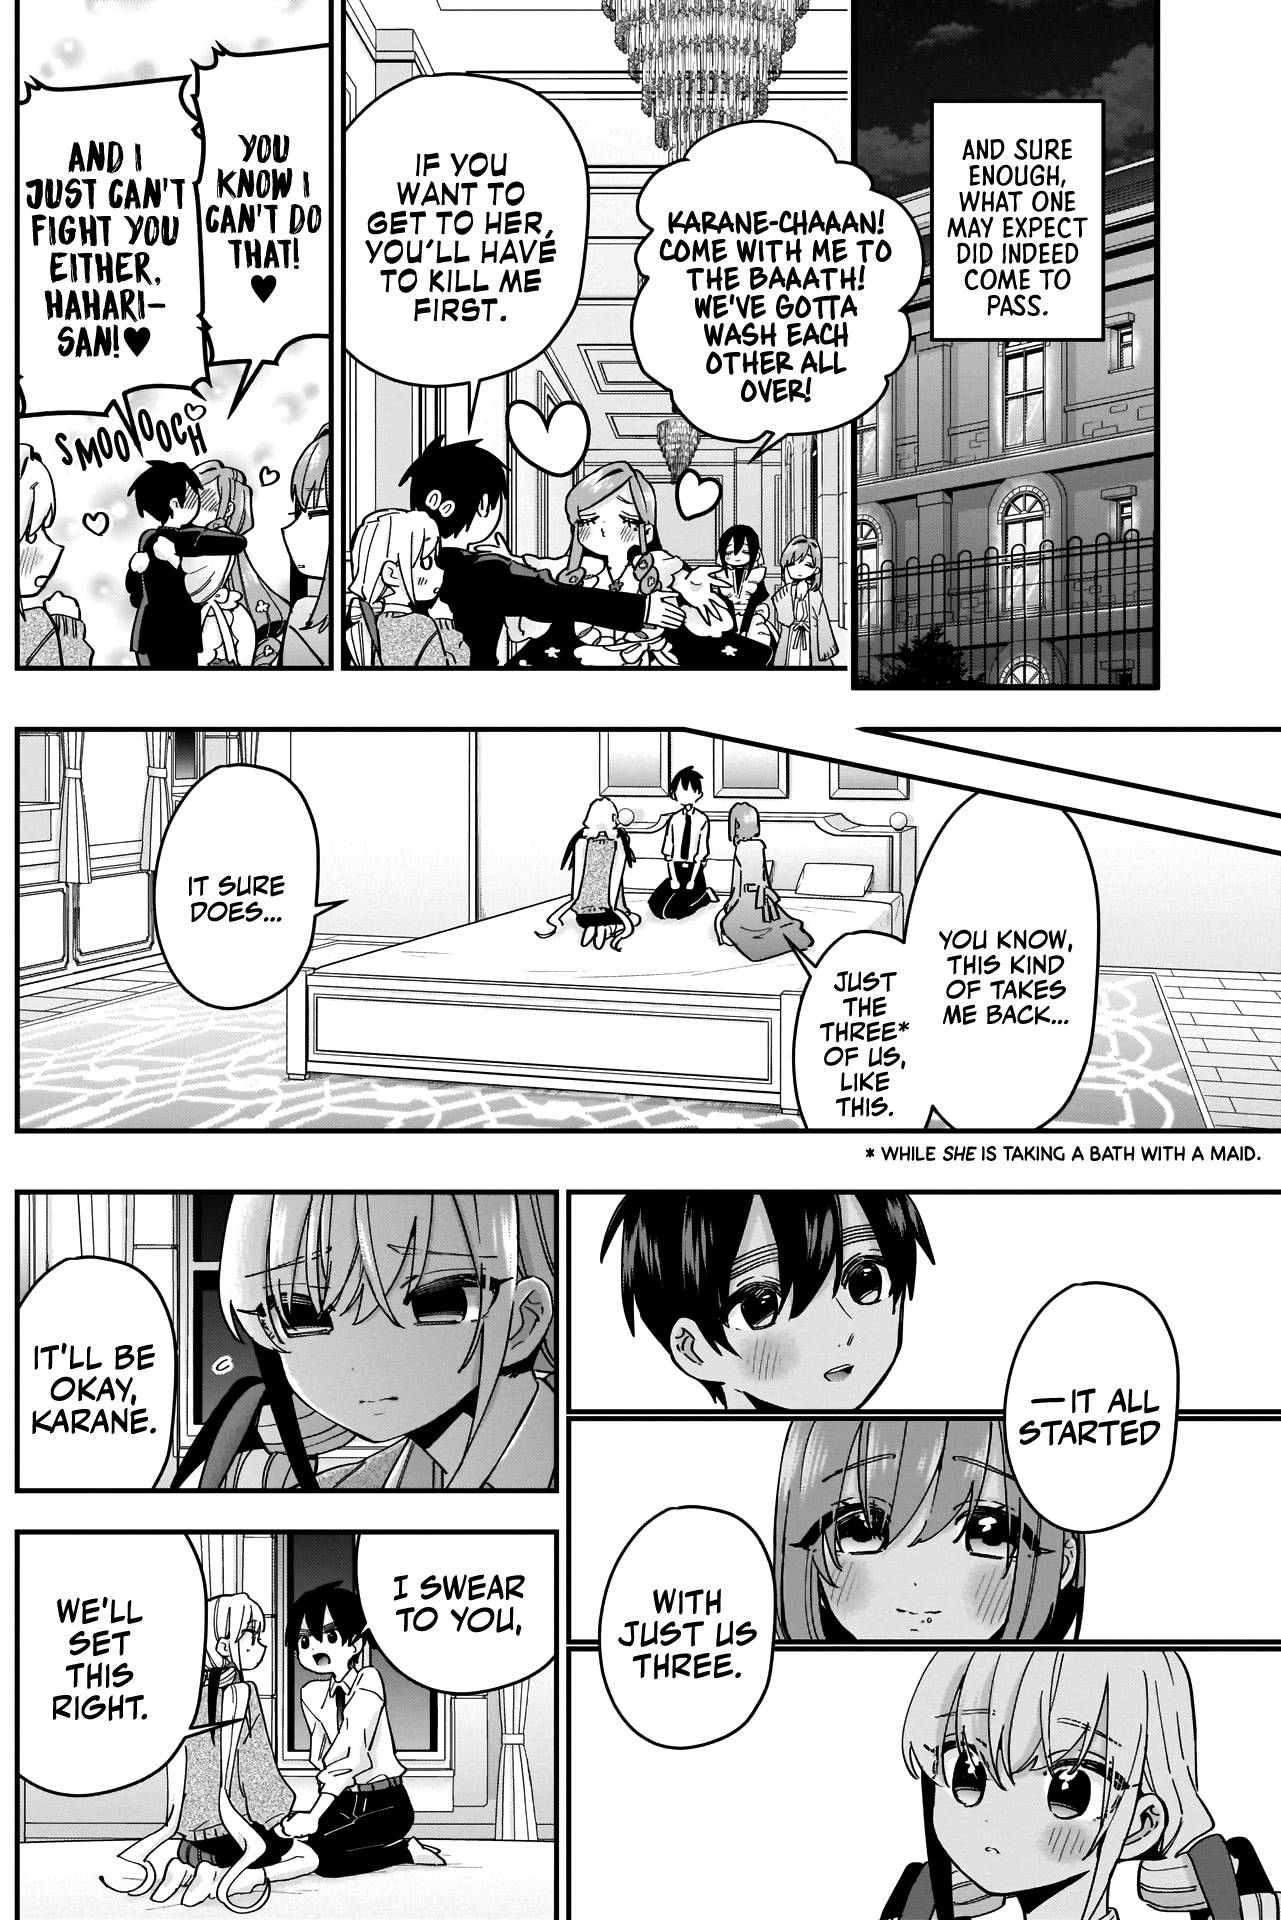 AND SURE
ENOUGH,
WHAT ONE
MAY EXPECT
DID INDEED
COME TO
PASS.
KARANE-CHAAAN!
COME WITH ME TO
THE BAAATH!
WE'VE GOTTA
WASH EACH
OTHER ALL
OVER!
IF YOU
WANT TO
GET TO HER,
YOU'LL HAVE
TO KILL ME
FIRST.
YOU
KNOW I
CAN'T DO
THAT!
♥
AND I
JUST CAN'T
FIGHT YOU
EITHER,
HAHARI-
SAN!♥
SMOOOOOCH
YOU KNOW,
THIS KIND
OF TAKES
ME BACK...
JUST
THE
THREE*
OF US,
LIKE
THIS.
IT SURE
DOES...
* WHILE SHE IS TAKING A BATH WITH A MAID.
—IT ALL
STARTED
WITH
JUST US
THREE.
IT'LL BE
OKAY,
KARANE.
I SWEAR
TO YOU,
WE'LL
SET
THIS
RIGHT.